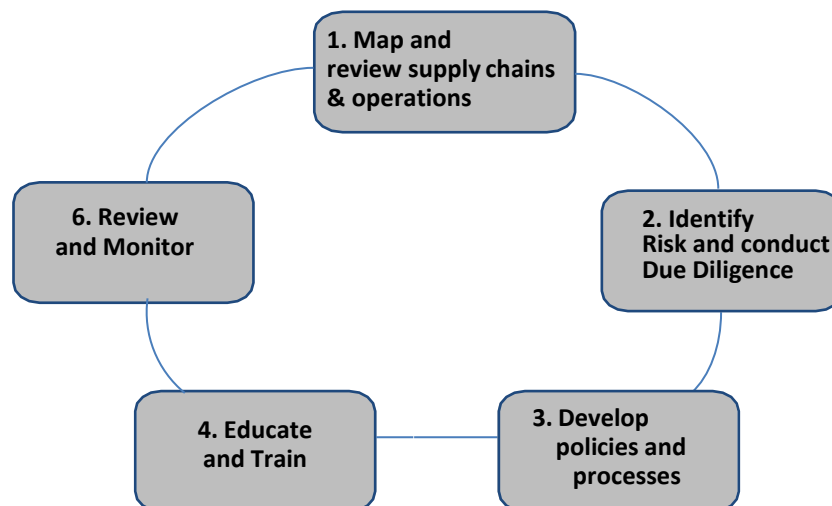 1. Map and
review supply chains
& operations
2. Identify
Risk and conduct
Due Diligence
3. Develop
policies and
processes
4. Educate
and Train
6. Review
and Monitor